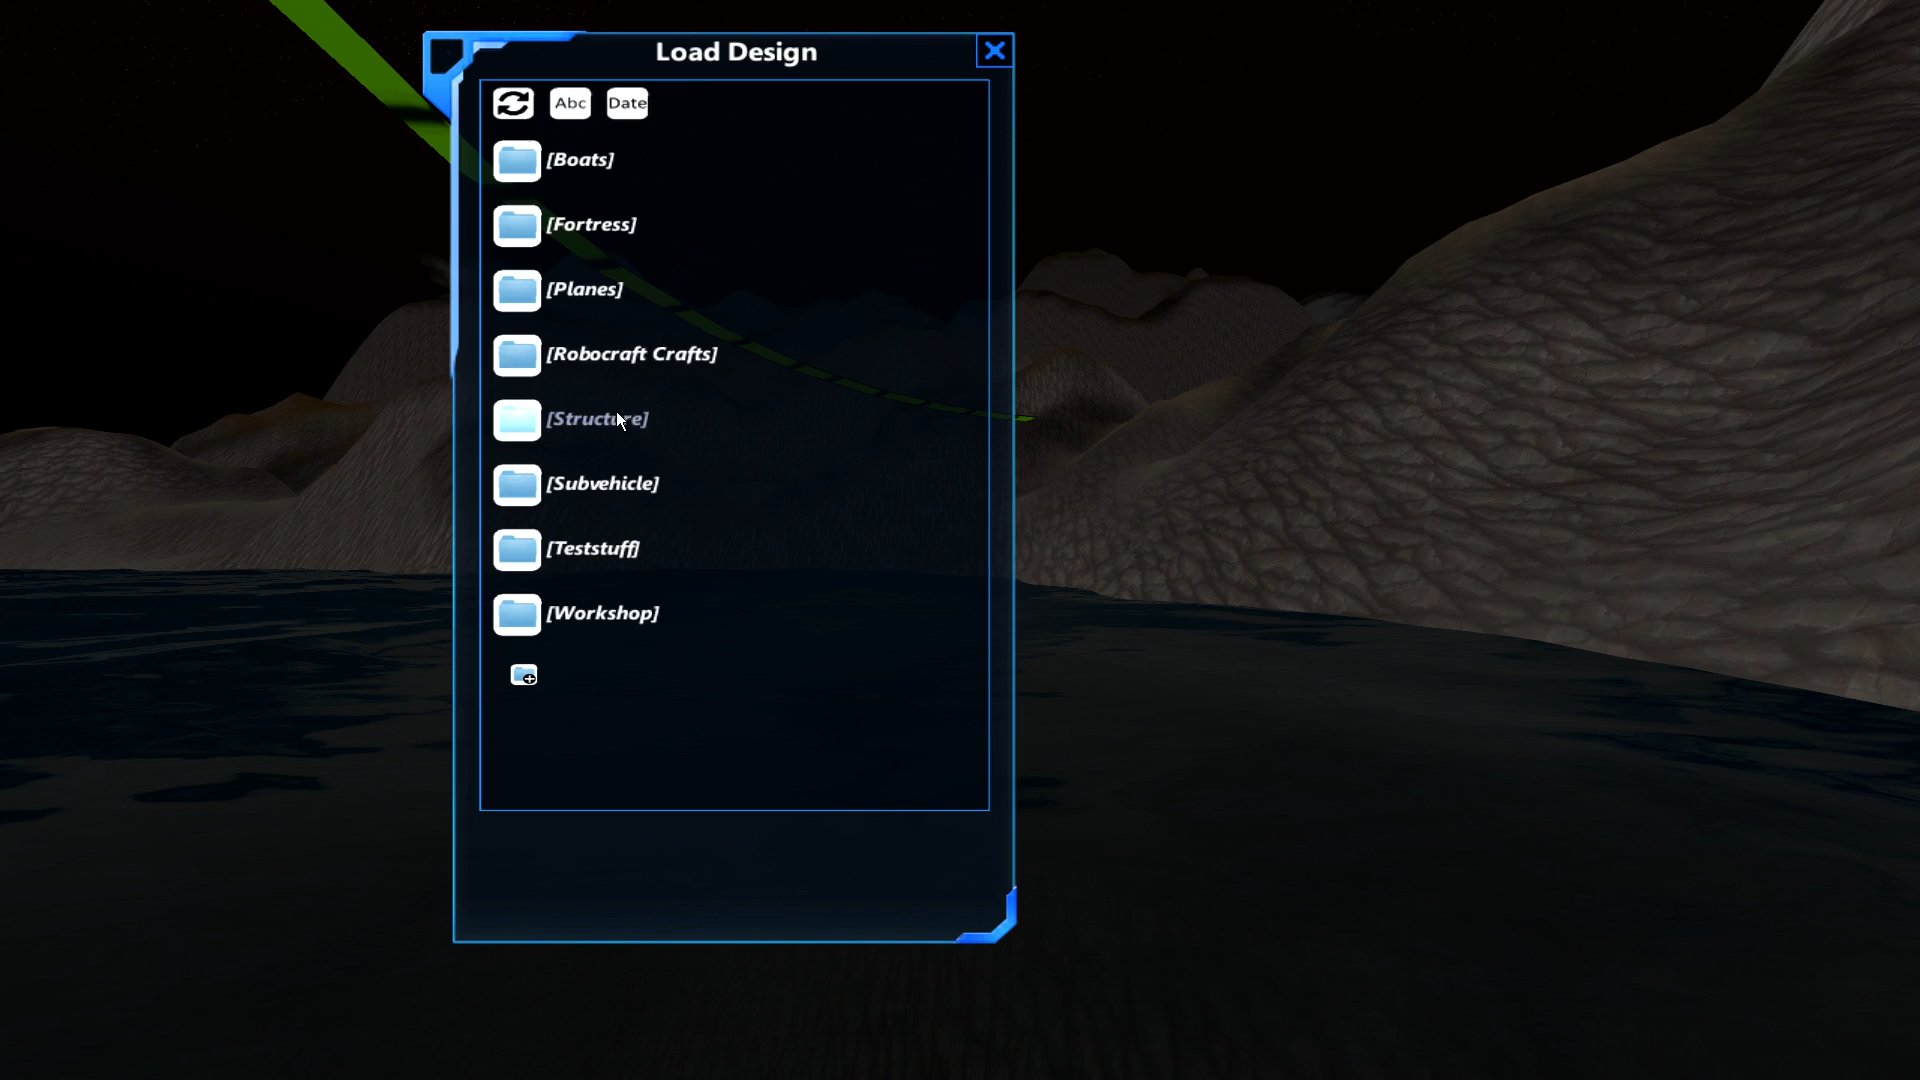 Load Design
Abc Date
[Boats]
[Fortress]
[Planes]
[Robocraft Crafts]
[Structure]
[Subvehicle]
[Teststuff]
[Workshop]